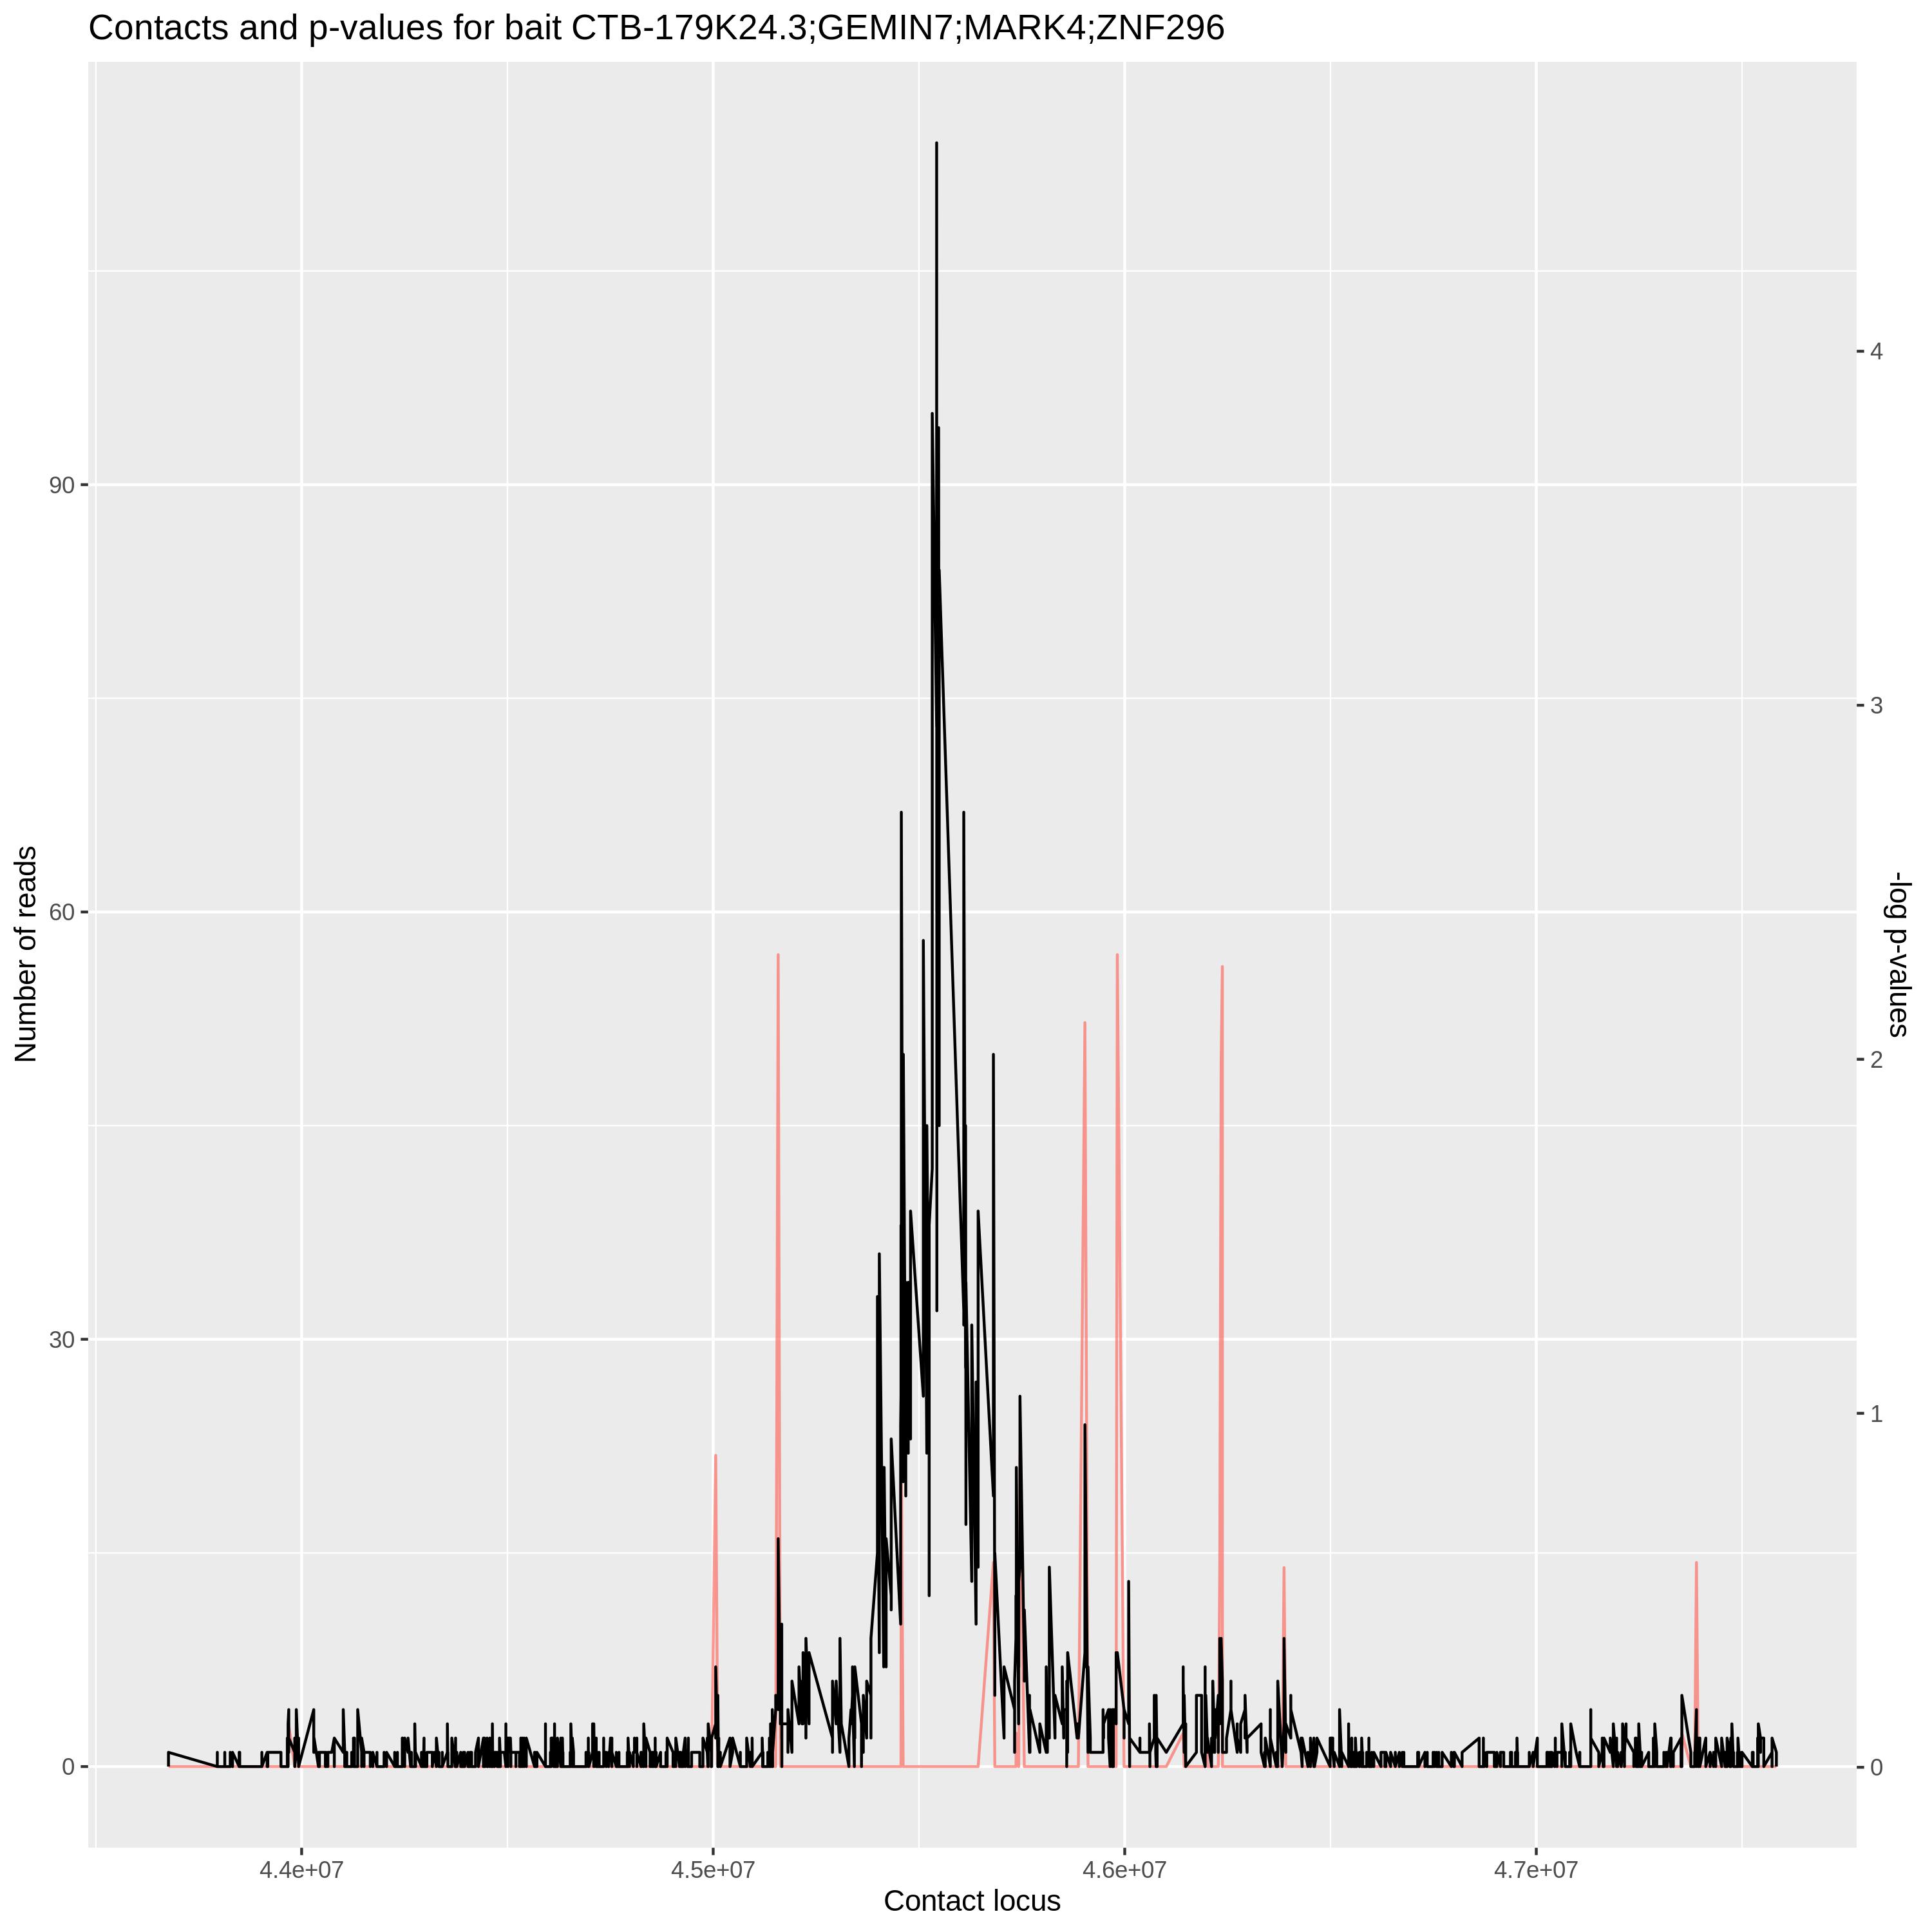 Contacts and p-values for bait CTB-179K24.3;GEMIN7;MARK4;ZNF296
Number of reads
90
60
30
0
4
3
2
1
0
-log p-values
4.4e+07
4.5e+07
4.6e+07
4.7e+07
Contact locus